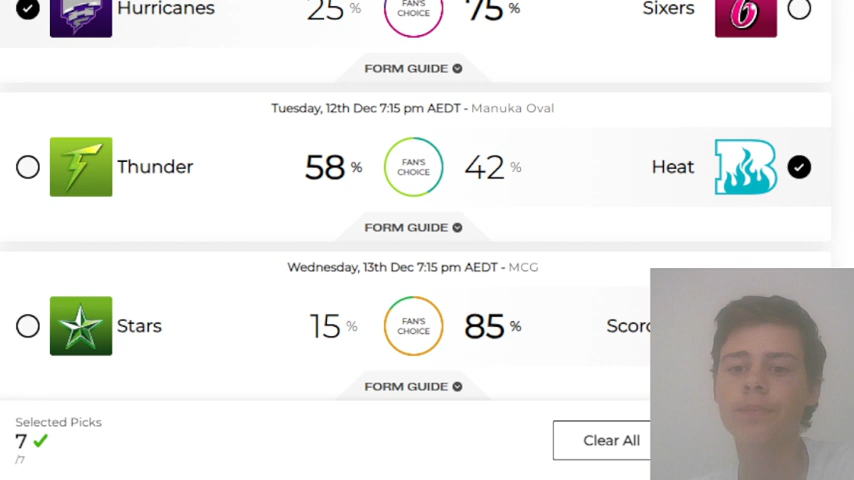 Hurricanes 25 % FAN'S CHOICE 75 % Sixers 6
FORM GUIDE
Tuesday, 12th Dec 7:15 pm AEDT - Manuka Oval
Thunder 58 % FAN'S CHOICE 42 % Heat B
FORM GUIDE
Wednesday, 13th Dec 7:15 pm AEDT - MCG
Stars 15 % FAN'S CHOICE 85 % Scorc
FORM GUIDE
Selected Picks
7
/7
Clear All